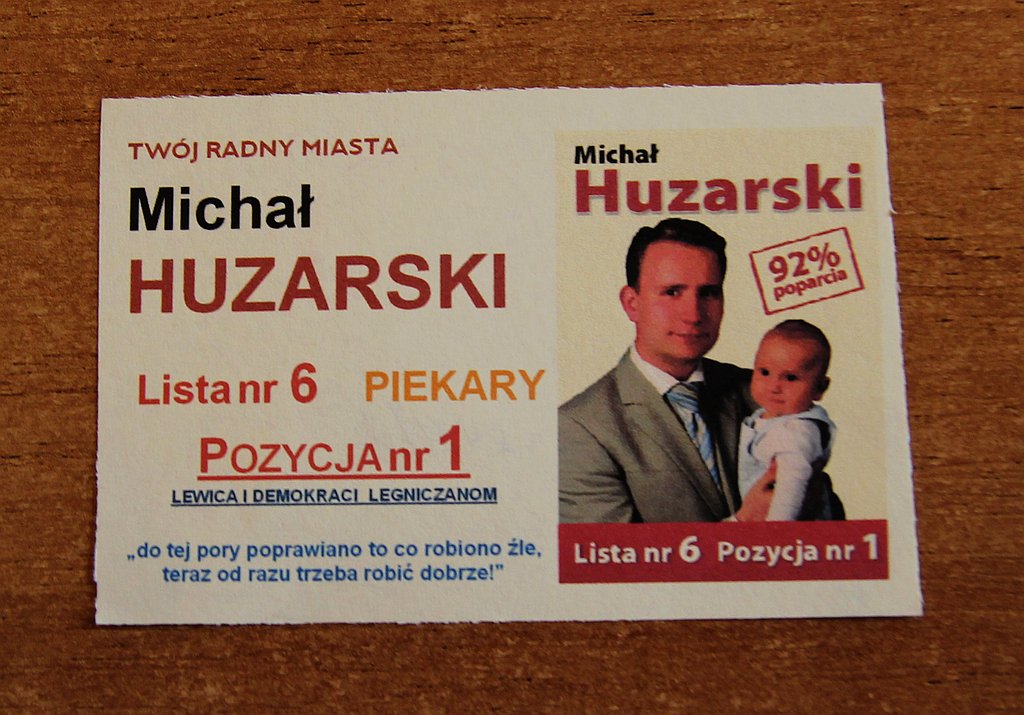 TWÓJ RADNY MIASTA
Michał
HUZARSKI
Lista nr 6 PIEKARY
POZYCJA nr 1
LEWICA I DEMOKRACI LEGNICZANOM
„do tej pory poprawiano to co robiono źle,
teraz od razu trzeba robić dobrze!"
Michał
Huzarski
92%
poparcia
Lista nr 6 Pozycja nr 1